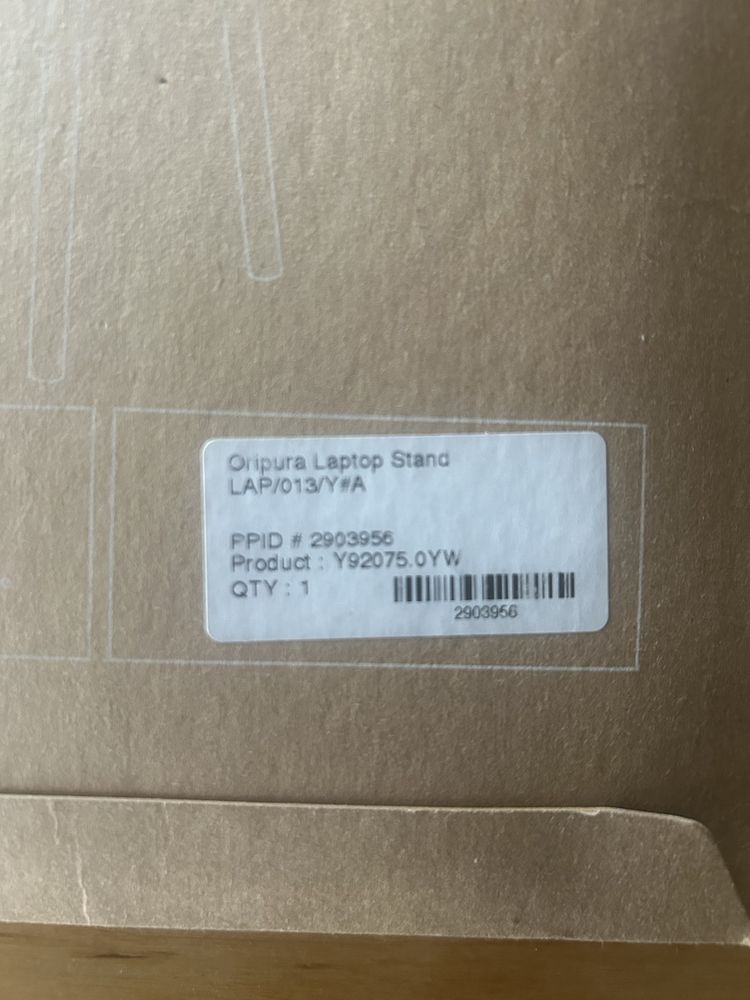 Oripura Laptop Stand
LAP/013/Y#A
PPID # 2903956
Product : Y92075.0YW
QTY : 1
2903956